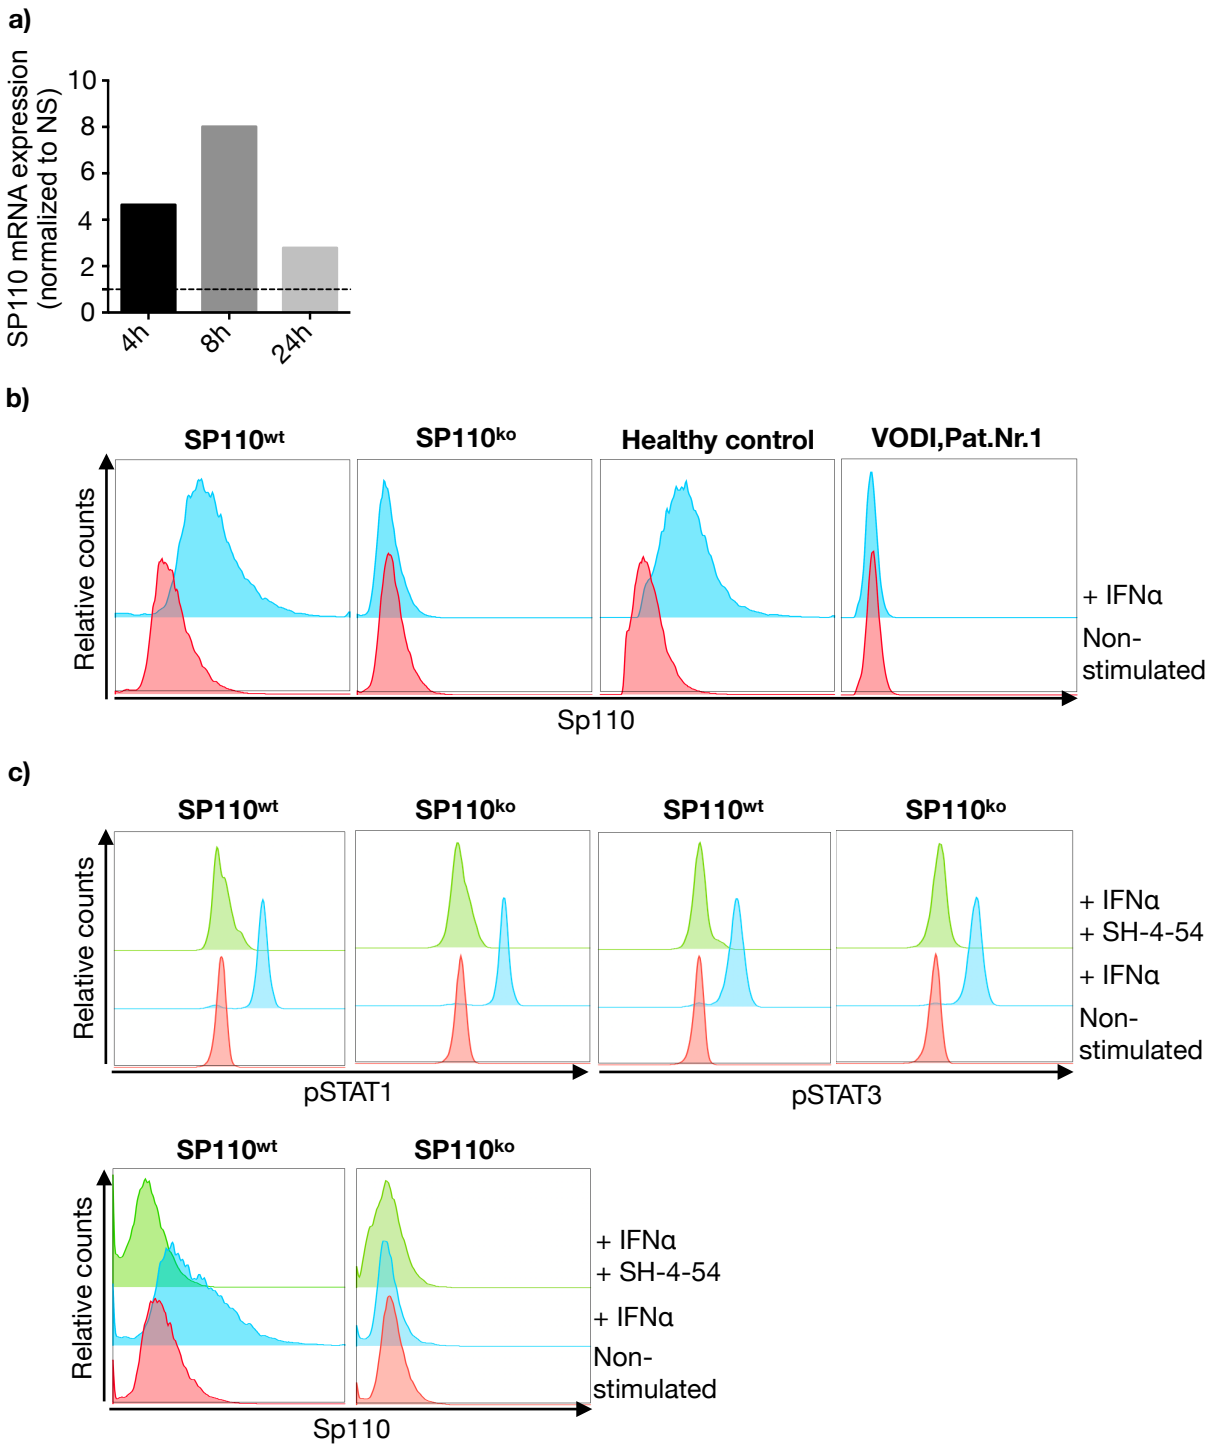 a)
SP110 mRNA expression
(normalized to NS)
10
8
6
4
2
0
4h
8h
24h
b)
SP110wt
SP110ko
Healthy control
VODI,Pat.Nr.1
Relative counts
+ IFNα
Non-
stimulated
Sp110
c)
SP110wt
SP110ko
SP110wt
SP110ko
Relative counts
+ IFNα
+ SH-4-54
+ IFNα
Non-
stimulated
pSTAT1
pSTAT3
SP110wt
SP110ko
Relative counts
+ IFNα
+ SH-4-54
+ IFNα
Non-
stimulated
Sp110